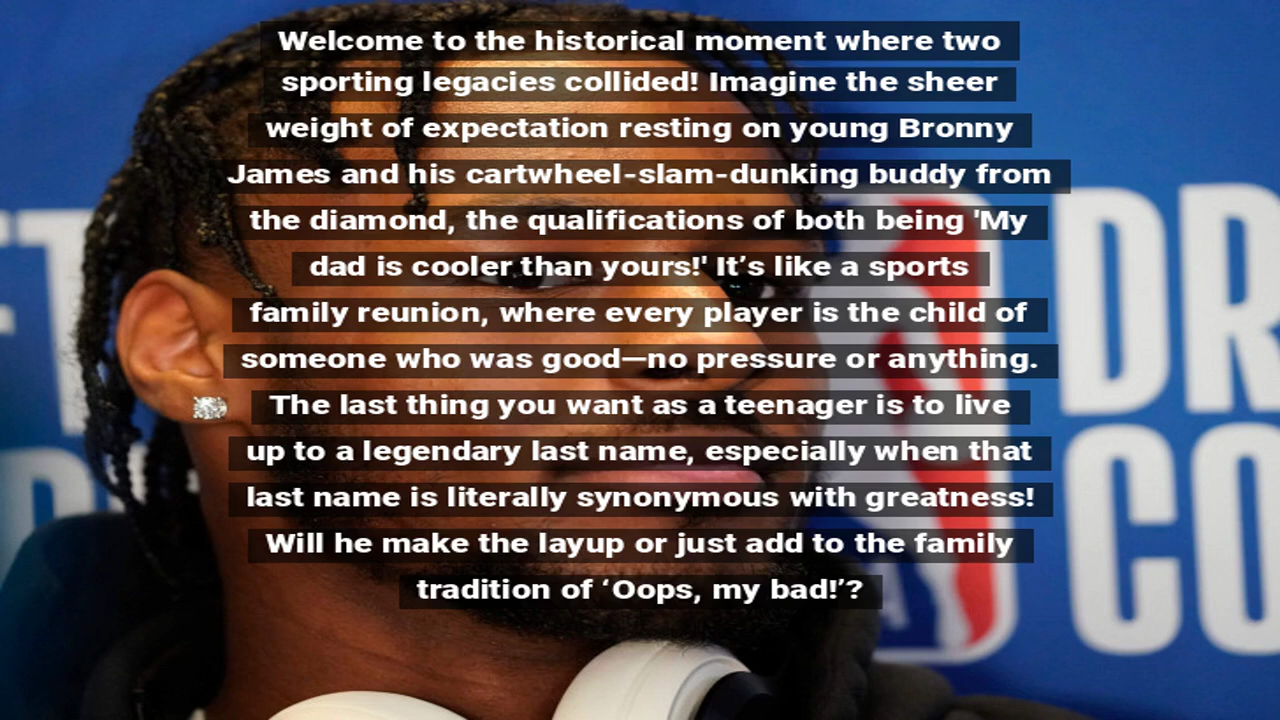 Welcome to the historical moment where two
sporting legacies collided! Imagine the sheer
weight of expectation resting on young Bronny
James and his cartwheel-slam-dunking buddy from
the diamond, the qualifications of both being 'My
dad is cooler than yours!' It’s like a sports
family reunion, where every player is the child of
someone who was good—no pressure or anything.
The last thing you want as a teenager is to live
up to a legendary last name, especially when that
last name is literally synonymous with greatness!
Will he make the layup or just add to the family
tradition of ‘Oops, my bad!’?
FT DR
CO